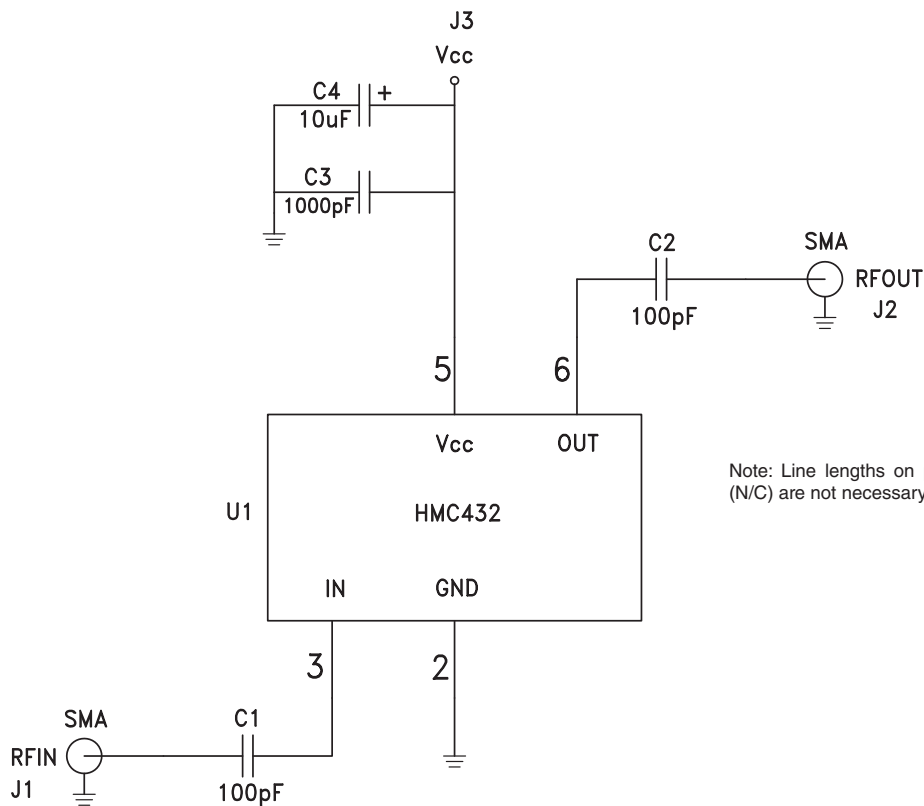 J3
Vcc
C4
+
10uF
C3
1000pF
C2
100pF
SMA
RFOUT
J2
5
6
Vcc
OUT
U1
HMC432
IN
GND
Note: Line lengths on
(N/C) are not necessary
3
2
SMA
RFIN
J1
C1
100pF